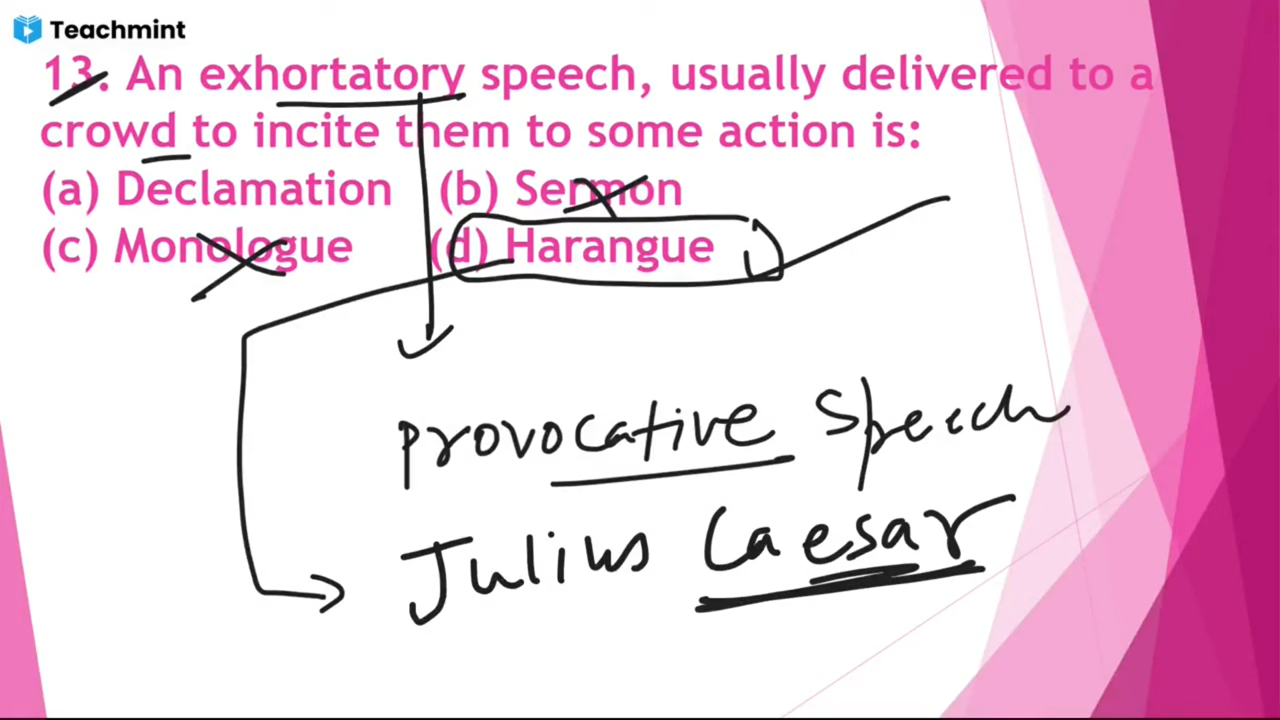 Teachmint
13. An exhortatory speech, usually delivered to a
crowd to incite them to some action is:
(a) Declamation (b) Sermon
(c) Monologue (d) Harangue
Provocative Speech
Julius Caesar